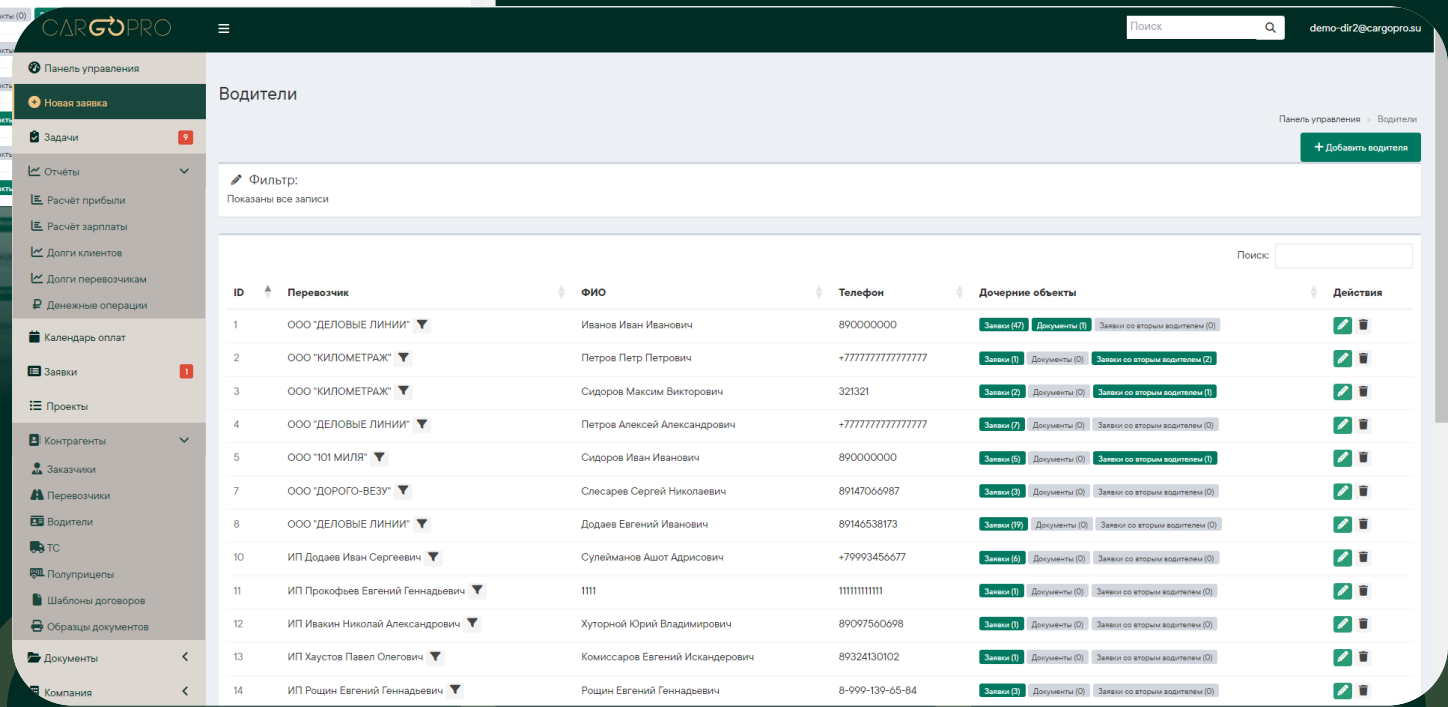 CARGOPRO
Поиск
demo-dir2@cargopro.su
Панель управления
Новая заявка
Задачи 9
Отчёты
Расчёт прибыли
Расчёт зарплаты
Долги клиентов
Долги перевозчикам
Денежные операции
Календарь оплат
Заявки 1
Проекты
Контрагенты
Заказчики
Перевозчики
Водители
ТС
Полуприцепы
Шаблоны договоров
Образцы документов
Документы
Компания
Водители
Панель управления > Водители
+ Добавить водителя
Фильтр:
Показаны все записи
Поиск:
ID Перевозчик ФИО Телефон Дочерние объекты Действия
1 ООО "ДЕЛОВЫЕ ЛИНИИ" Иванов Иван Иванович 890000000 Заявки (47) Документы (1) Заявки со вторым водителем (0)
2 ООО "КИЛОМЕТРАЖ" Петров Петр Петрович +7777777777777777 Заявки (1) Документы (0) Заявки со вторым водителем (2)
3 ООО "КИЛОМЕТРАЖ" Сидоров Максим Викторович 321321 Заявки (2) Документы (0) Заявки со вторым водителем (1)
4 ООО "ДЕЛОВЫЕ ЛИНИИ" Петров Алексей Александрович +7777777777777777 Заявки (7) Документы (0) Заявки со вторым водителем (0)
5 ООО "101 МИЛЯ" Сидоров Иван Иванович 890000000 Заявки (5) Документы (0) Заявки со вторым водителем (1)
7 ООО "ДОРОГО-ВЕЗУ" Слесарев Сергей Николаевич 89147066987 Заявки (3) Документы (0) Заявки со вторым водителем (0)
8 ООО "ДЕЛОВЫЕ ЛИНИИ" Додаев Евгений Иванович 89146538173 Заявки (19) Документы (0) Заявки со вторым водителем (0)
10 ИП Додаев Иван Сергеевич Сулейманов Ашот Адрисович +79993456677 Заявки (6) Документы (0) Заявки со вторым водителем (0)
11 ИП Прокофьев Евгений Геннадьевич 1111 111111111111 Заявки (1) Документы (0) Заявки со вторым водителем (0)
12 ИП Ивакин Николай Александрович Хуторной Юрий Владимирович 89097560698 Заявки (1) Документы (0) Заявки со вторым водителем (0)
13 ИП Хаустов Павел Олегович Комиссаров Евгений Искандерович 89324130102 Заявки (1) Документы (0) Заявки со вторым водителем (0)
14 ИП Рощин Евгений Геннадьевич Рощин Евгений Геннадьевич 8-999-139-65-84 Заявки (3) Документы (0) Заявки со вторым водителем (0)